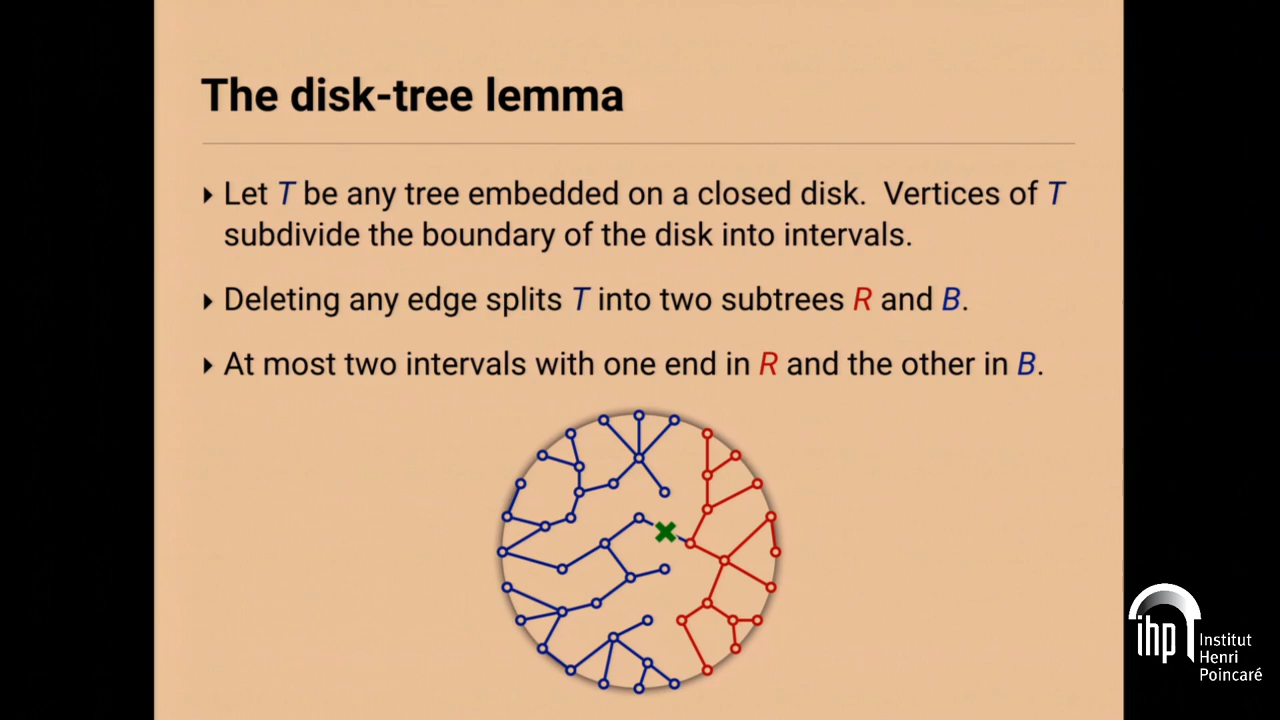 The disk-tree lemma
Let T be any tree embedded on a closed disk. Vertices of T
subdivide the boundary of the disk into intervals.
Deleting any edge splits T into two subtrees R and B.
At most two intervals with one end in R and the other in B.
ihp
Institut
Henri
Poincaré